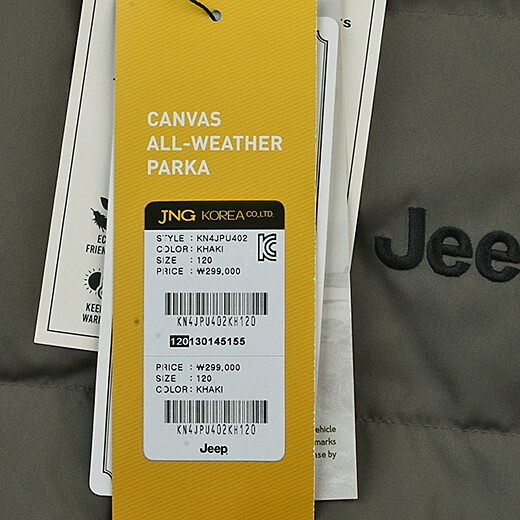 CANVAS
ALL-WEATHER
PARKA
JNG KOREA CO.,LTD.
STYLE : KN4JPU402
COLOR: KHAKI
SIZE : 120
PRICE : ₩299,000
KN4JPU402KH120
120130145155
PRICE : ₩299,000
SIZE : 120
COLOR: KHAKI
KN4JPU402KH120
Jeep
Jee